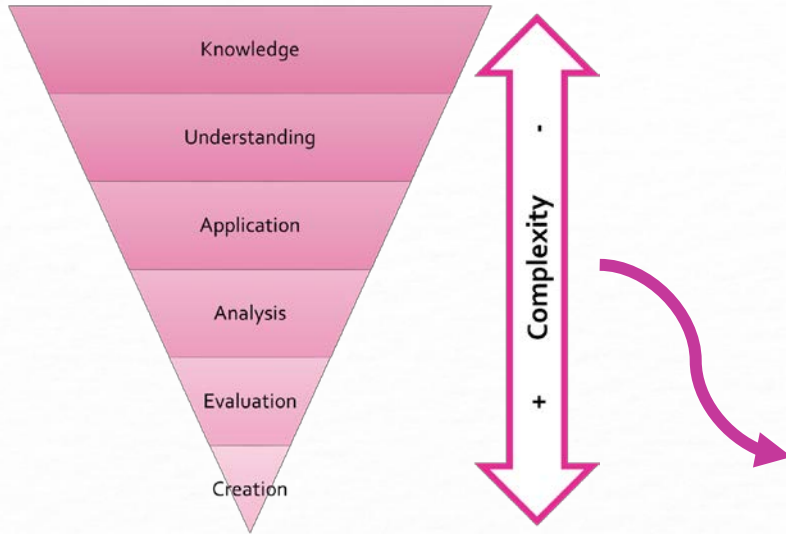 Knowledge
Understanding
Application
Analysis
Evaluation
Creation
+ Complexity -